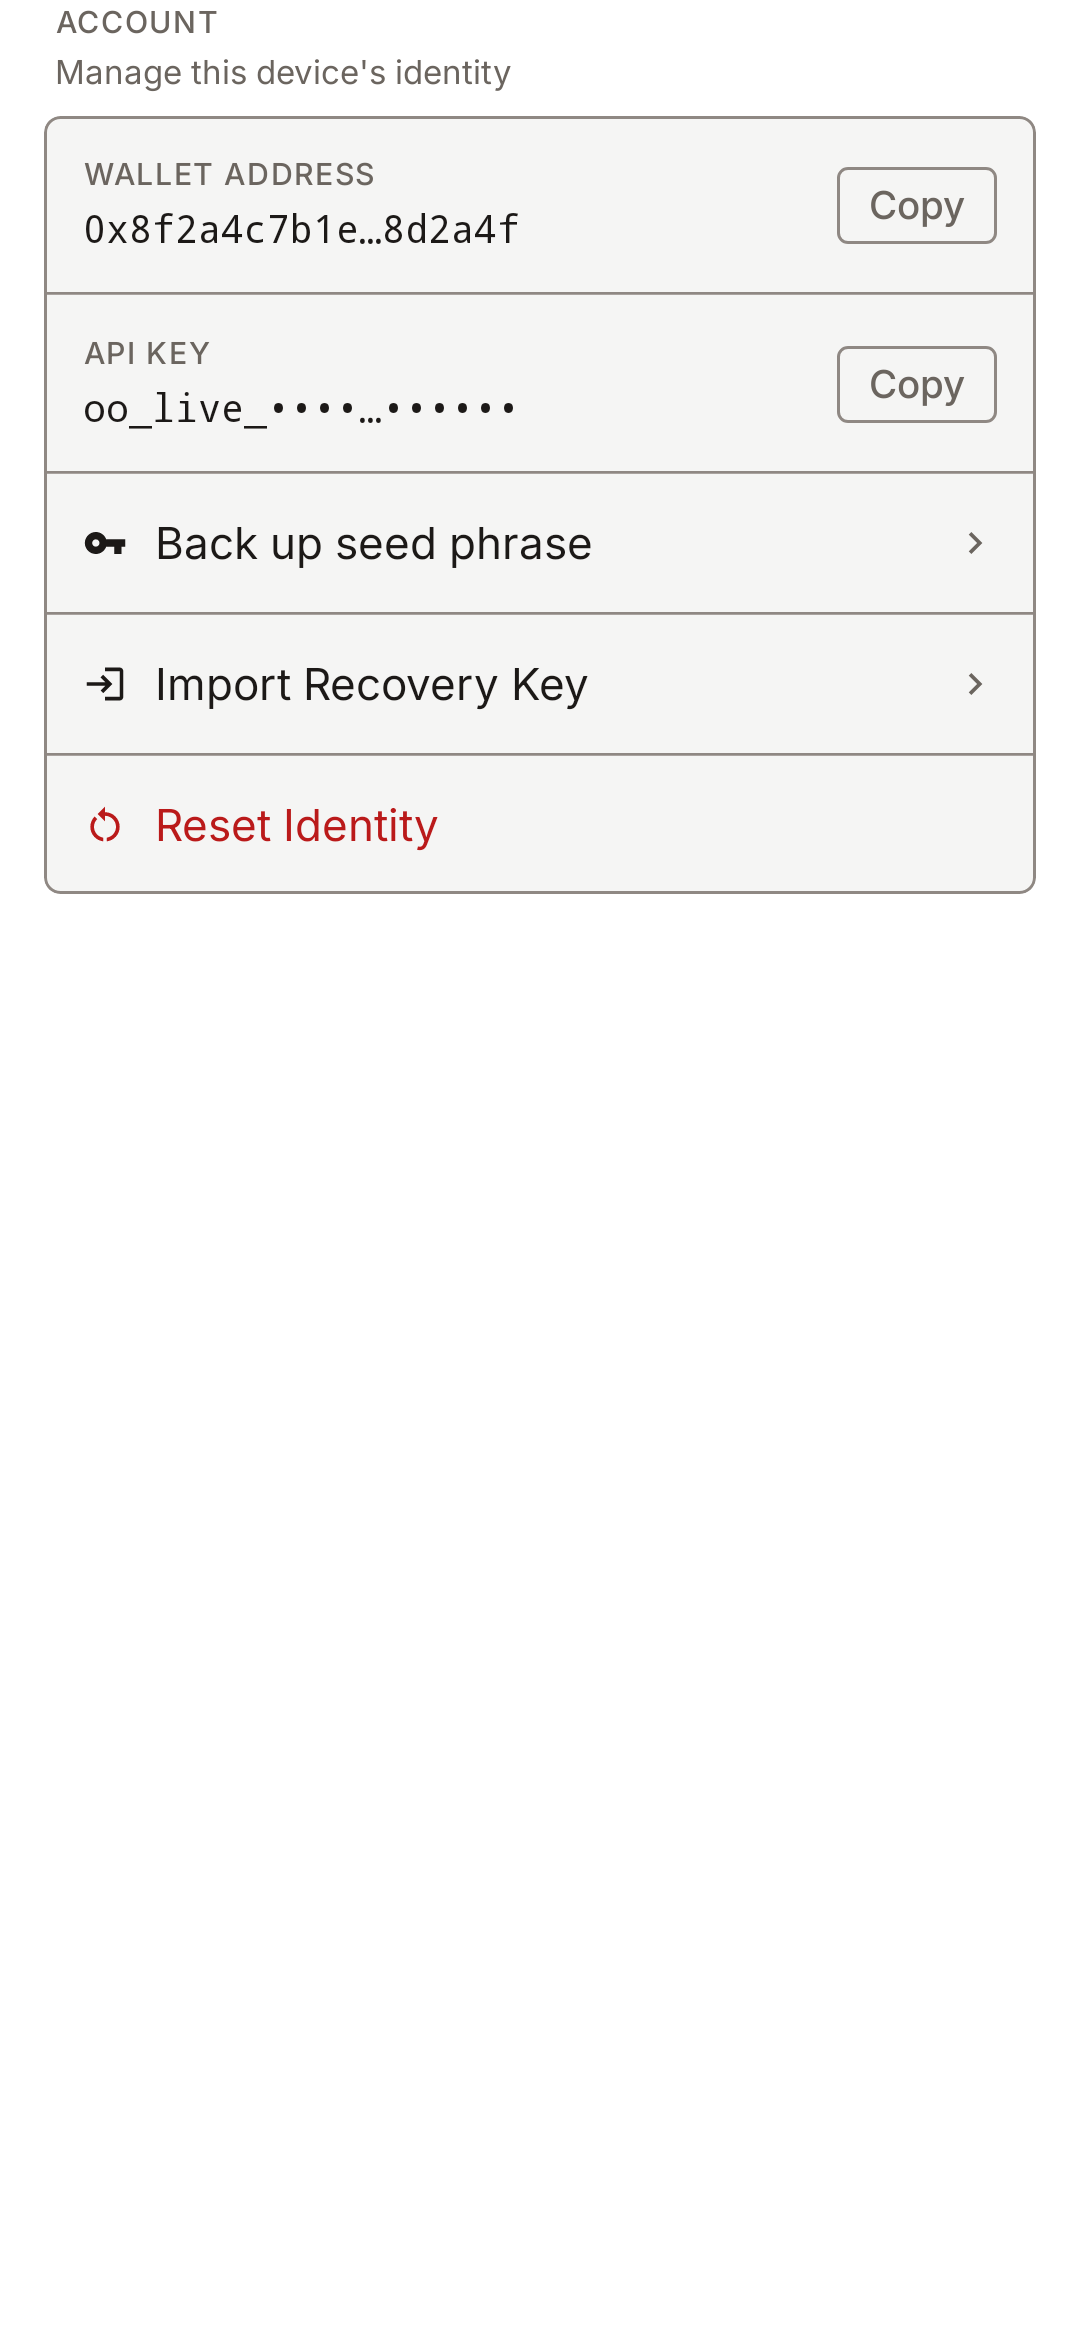 ACCOUNT
Manage this device's identity
WALLET ADDRESS
0x8f2a4c7b1e…8d2a4f
Copy
API KEY
oo_live_••••…••••••
Copy
Back up seed phrase
Import Recovery Key
Reset Identity